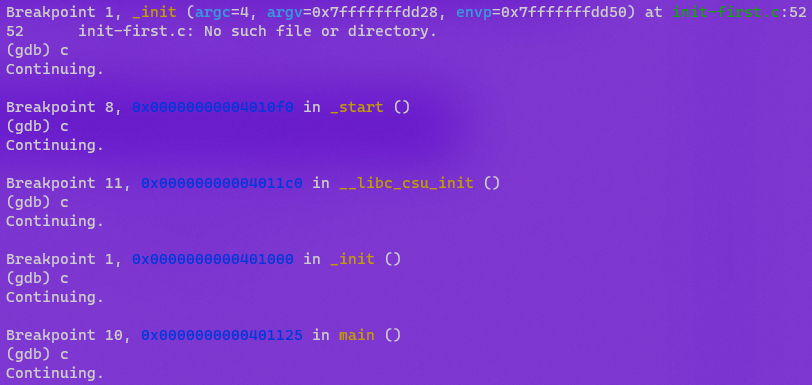 Breakpoint 1, _init (argc=4, argv=0x7fffffffdd28, envp=0x7fffffffdd50) at init-first.c:52
52      init-first.c: No such file or directory.
(gdb) c
Continuing.
Breakpoint 8, 0x00000000004010f0 in _start ()
(gdb) c
Continuing.
Breakpoint 11, 0x00000000004011c0 in __libc_csu_init ()
(gdb) c
Continuing.
Breakpoint 1, 0x0000000000401000 in _init ()
(gdb) c
Continuing.
Breakpoint 10, 0x0000000000401125 in main ()
(gdb) c
Continuing.